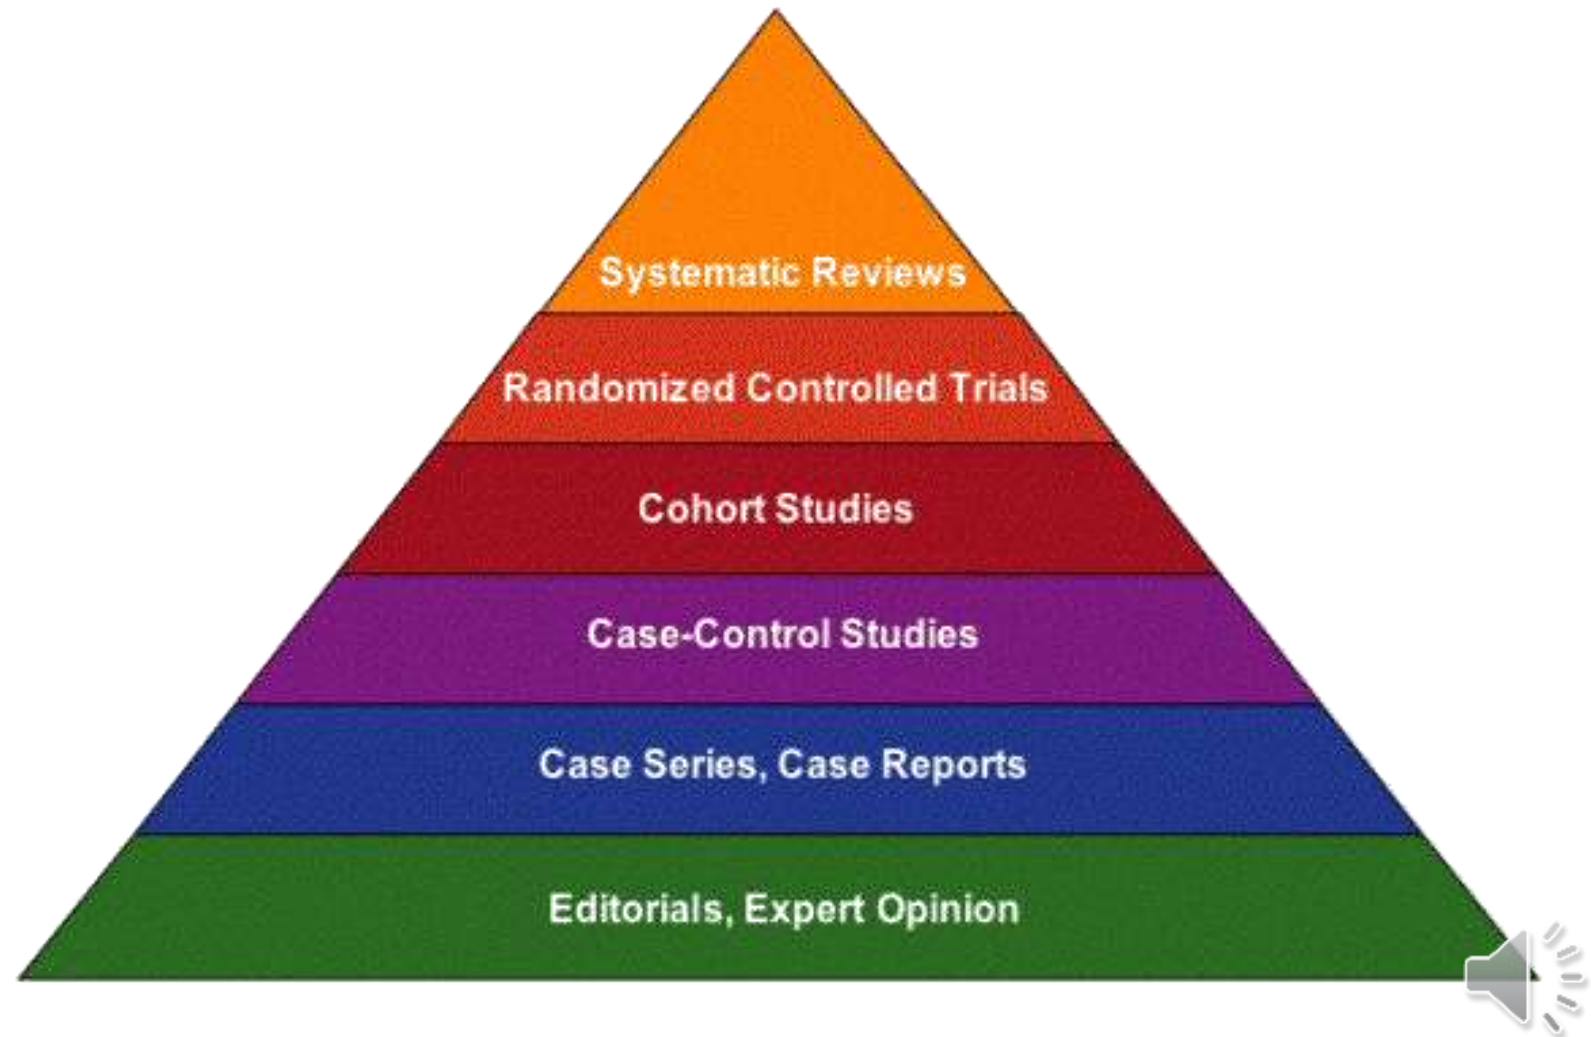 Systematic Reviews
Randomized Controlled Trials
Cohort Studies
Case-Control Studies
Case Series, Case Reports
Editorials, Expert Opinion